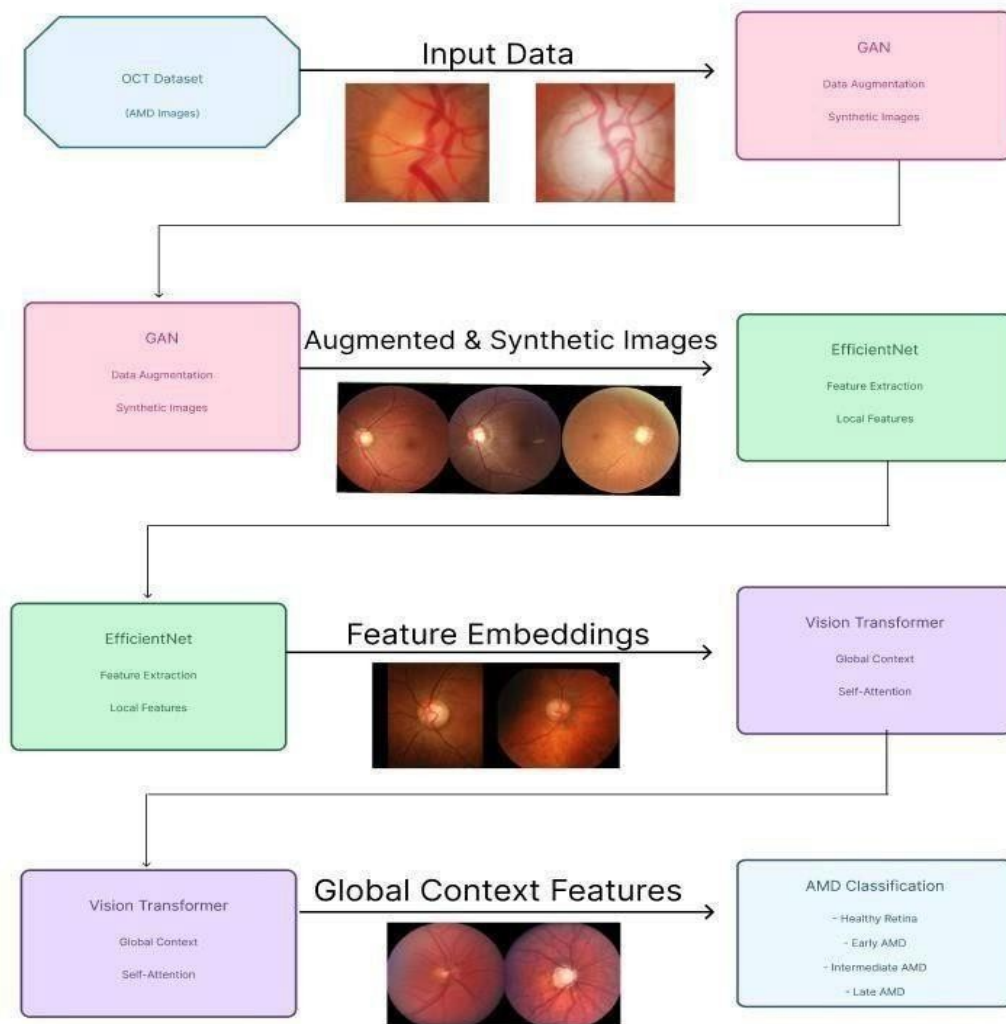 OCT Dataset
(AMD Images)
Input Data
GAN
Data Augmentation
Synthetic Images
GAN
Data Augmentation
Synthetic Images
Augmented & Synthetic Images
EfficientNet
Feature Extraction
Local Features
EfficientNet
Feature Extraction
Local Features
Feature Embeddings
Vision Transformer
Global Context
Self-Attention
Vision Transformer
Global Context
Self-Attention
Global Context Features
AMD Classification
- Healthy Retina
- Early AMD
- Intermediate AMD
- Late AMD